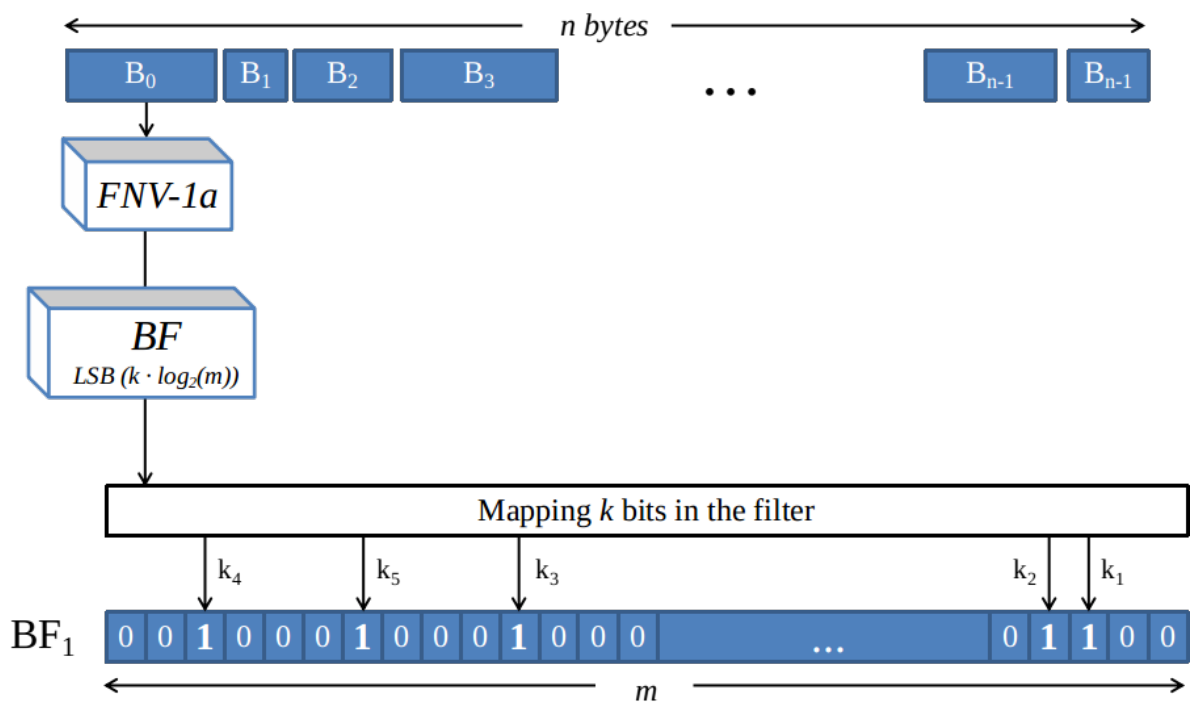 n bytes
B₀ B₁ B₂ B₃ ... Bₙ₋₁ Bₙ₋₁
FNV-1a
BF
LSB (k · log₂(m))
Mapping k bits in the filter
k₄ k₅ k₃ k₂ k₁
BF₁ 0 0 1 0 0 0 1 0 0 0 1 0 0 0 ... 0 1 1 0 0
m